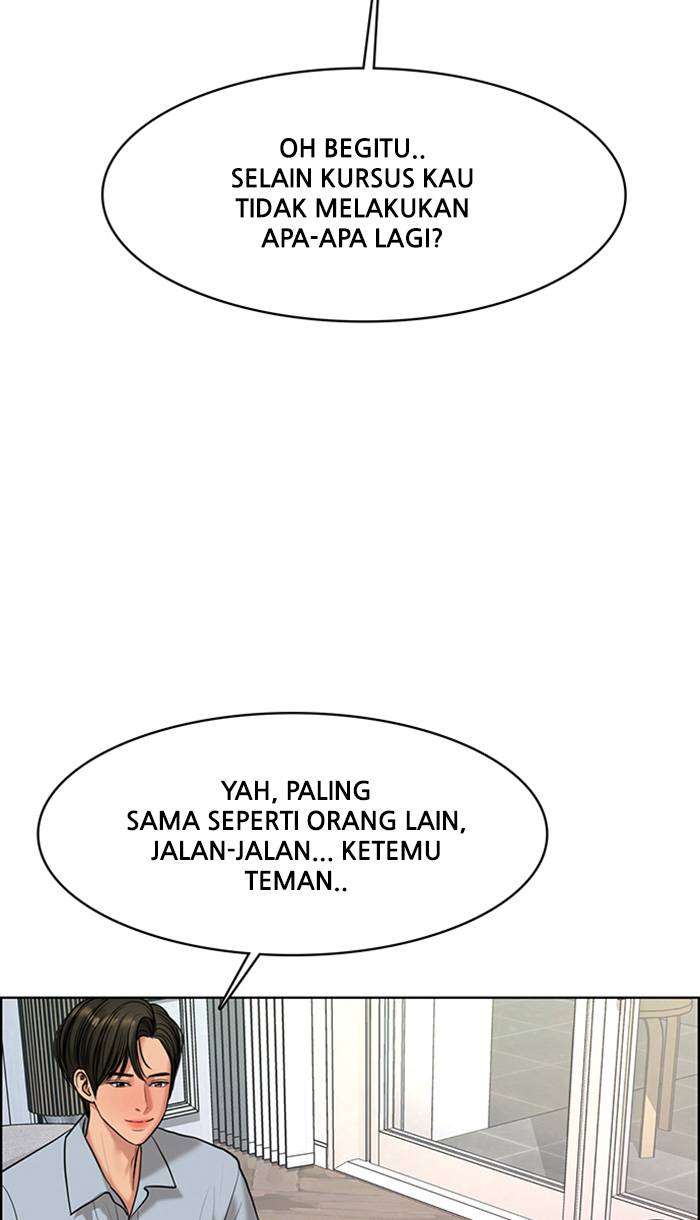 OH BEGITU..
SELAIN KURSUS KAU
TIDAK MELAKUKAN
APA-APA LAGI?
YAH, PALING
SAMA SEPERTI ORANG LAIN,
JALAN-JALAN... KETEMU
TEMAN..